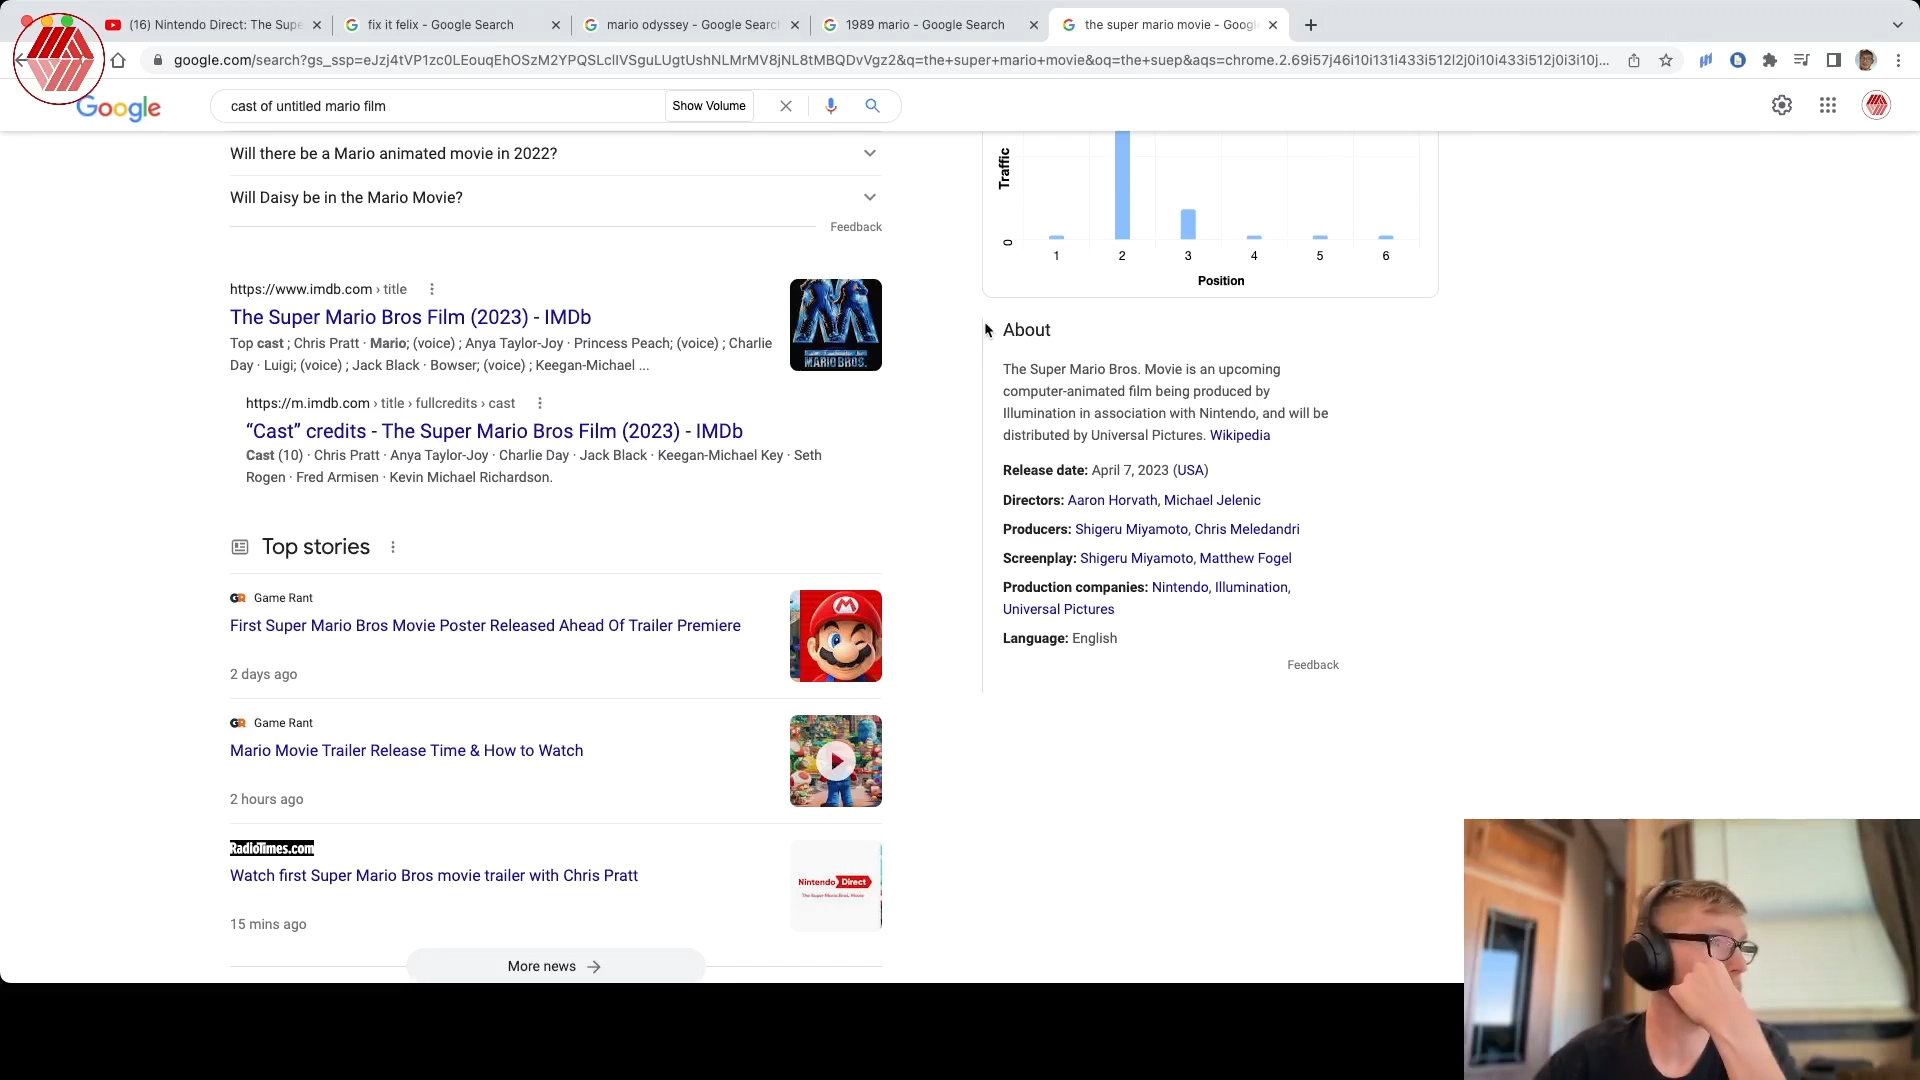 (16) Nintendo Direct: The Supe
fix it felix - Google Search
mario odyssey - Google Search
1989 mario - Google Search
the super mario movie - Googl
google.com/search?gs_ssp=eJzj4tVP1zc0LEouqEhOSzM2YPQSLclIVSguLUgtUshNLMrMV8jNL8tMBQDvVgz2&q=the+super+mario+movie&oq=the+suep&aqs=chrome.2.69i57j46i10i131i433i512l2j0i10i433i512j0i3i10j...
Google
cast of untitled mario film
Show Volume
Will there be a Mario animated movie in 2022?
Will Daisy be in the Mario Movie?
Feedback
https://www.imdb.com › title
The Super Mario Bros Film (2023) - IMDb
Top cast ; Chris Pratt · Mario; (voice) ; Anya Taylor-Joy · Princess Peach; (voice) ; Charlie
Day · Luigi; (voice) ; Jack Black · Bowser; (voice) ; Keegan-Michael ...
MARIO BROS.
https://m.imdb.com › title › fullcredits › cast
“Cast” credits - The Super Mario Bros Film (2023) - IMDb
Cast (10) · Chris Pratt · Anya Taylor-Joy · Charlie Day · Jack Black · Keegan-Michael Key · Seth
Rogen · Fred Armisen · Kevin Michael Richardson.
Top stories
GR Game Rant
First Super Mario Bros Movie Poster Released Ahead Of Trailer Premiere
2 days ago
GR Game Rant
Mario Movie Trailer Release Time & How to Watch
2 hours ago
RadioTimes.com
Watch first Super Mario Bros movie trailer with Chris Pratt
15 mins ago
Nintendo Direct
The Super Mario Bros. Movie
More news
Traffic
0
1 2 3 4 5 6
Position
About
The Super Mario Bros. Movie is an upcoming
computer-animated film being produced by
Illumination in association with Nintendo, and will be
distributed by Universal Pictures. Wikipedia
Release date: April 7, 2023 (USA)
Directors: Aaron Horvath, Michael Jelenic
Producers: Shigeru Miyamoto, Chris Meledandri
Screenplay: Shigeru Miyamoto, Matthew Fogel
Production companies: Nintendo, Illumination,
Universal Pictures
Language: English
Feedback